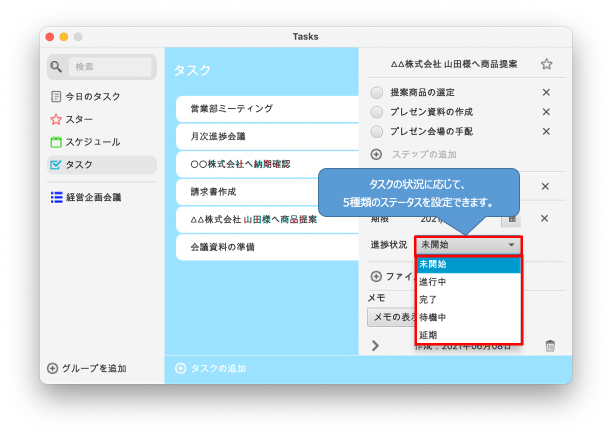 Tasks
検索
今日のタスク
スター
スケジュール
タスク
経営企画会議
グループを追加
タスク
営業部ミーティング
月次進捗会議
〇〇株式会社へ納期確認
請求書作成
△△株式会社 山田様へ商品提案
会議資料の準備
タスクの追加
△△株式会社 山田様へ商品提案
提案商品の選定
プレゼン資料の作成
プレゼン会場の手配
ステップの追加
タスクの状況に応じて、
5種類のステータスを設定できます。
期限
進捗状況 未開始
未開始
進行中
完了
待機中
延期
ファイ
メモ
メモの表示
作成：2021年06月08日